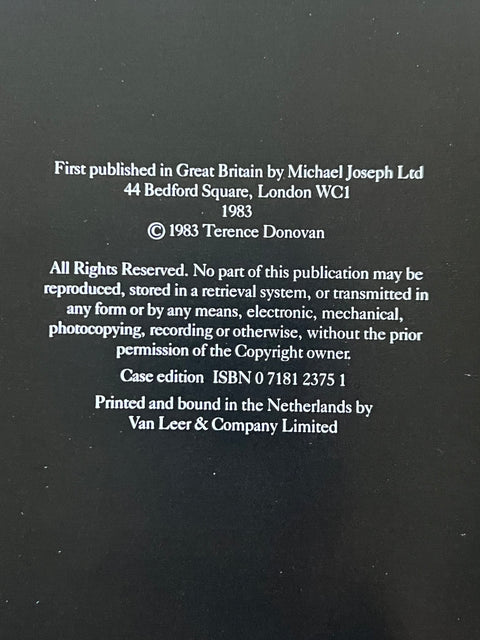 First published in Great Britain by Michael Joseph Ltd
44 Bedford Square, London WC1
1983
© 1983 Terence Donovan
All Rights Reserved. No part of this publication may be
reproduced, stored in a retrieval system, or transmitted in
any form or by any means, electronic, mechanical,
photocopying, recording or otherwise, without the prior
permission of the Copyright owner.
Case edition ISBN 0 7181 2375 1
Printed and bound in the Netherlands by
Van Leer & Company Limited